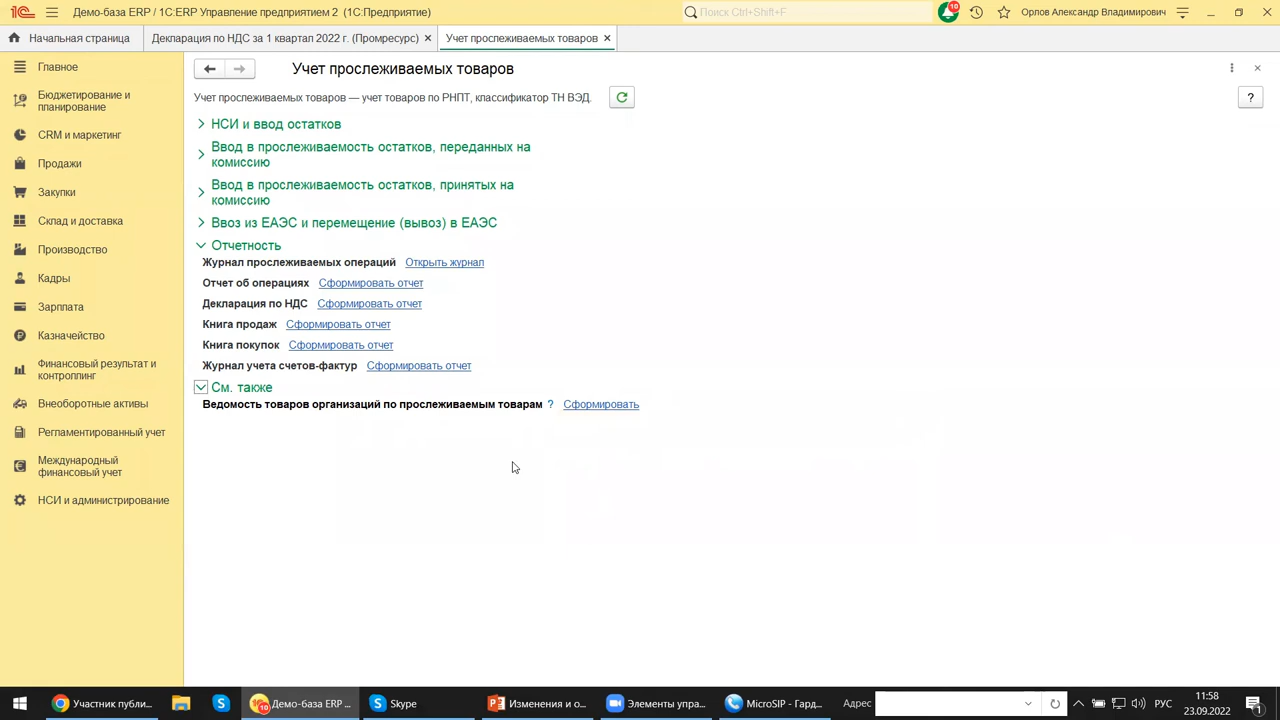 Демо-база ERP / 1С:ERP Управление предприятием 2 (1С:Предприятие)
Поиск Ctrl+Shift+F
10
Орлов Александр Владимирович
Начальная страница
Декларация по НДС за 1 квартал 2022 г. (Промресурс) ×
Учет прослеживаемых товаров ×
Главное
Бюджетирование и
планирование
CRM и маркетинг
Продажи
Закупки
Склад и доставка
Производство
Кадры
Зарплата
Казначейство
Финансовый результат и
контроллинг
Внеоборотные активы
Регламентированный учет
Международный
финансовый учет
НСИ и администрирование
Учет прослеживаемых товаров
Учет прослеживаемых товаров — учет товаров по РНПТ, классификатор ТН ВЭД.
?
НСИ и ввод остатков
Ввод в прослеживаемость остатков, переданных на
комиссию
Ввод в прослеживаемость остатков, принятых на
комиссию
Ввоз из ЕАЭС и перемещение (вывоз) в ЕАЭС
Отчетность
Журнал прослеживаемых операций Открыть журнал
Отчет об операциях Сформировать отчет
Декларация по НДС Сформировать отчет
Книга продаж Сформировать отчет
Книга покупок Сформировать отчет
Журнал учета счетов-фактур Сформировать отчет
См. также
Ведомость товаров организаций по прослеживаемым товарам ? Сформировать
Участник публи...
Демо-база ERP ...
Skype
Изменения и о...
Элементы упра...
MicroSIP - Гард...
Адрес
РУС
11:58
23.09.2022